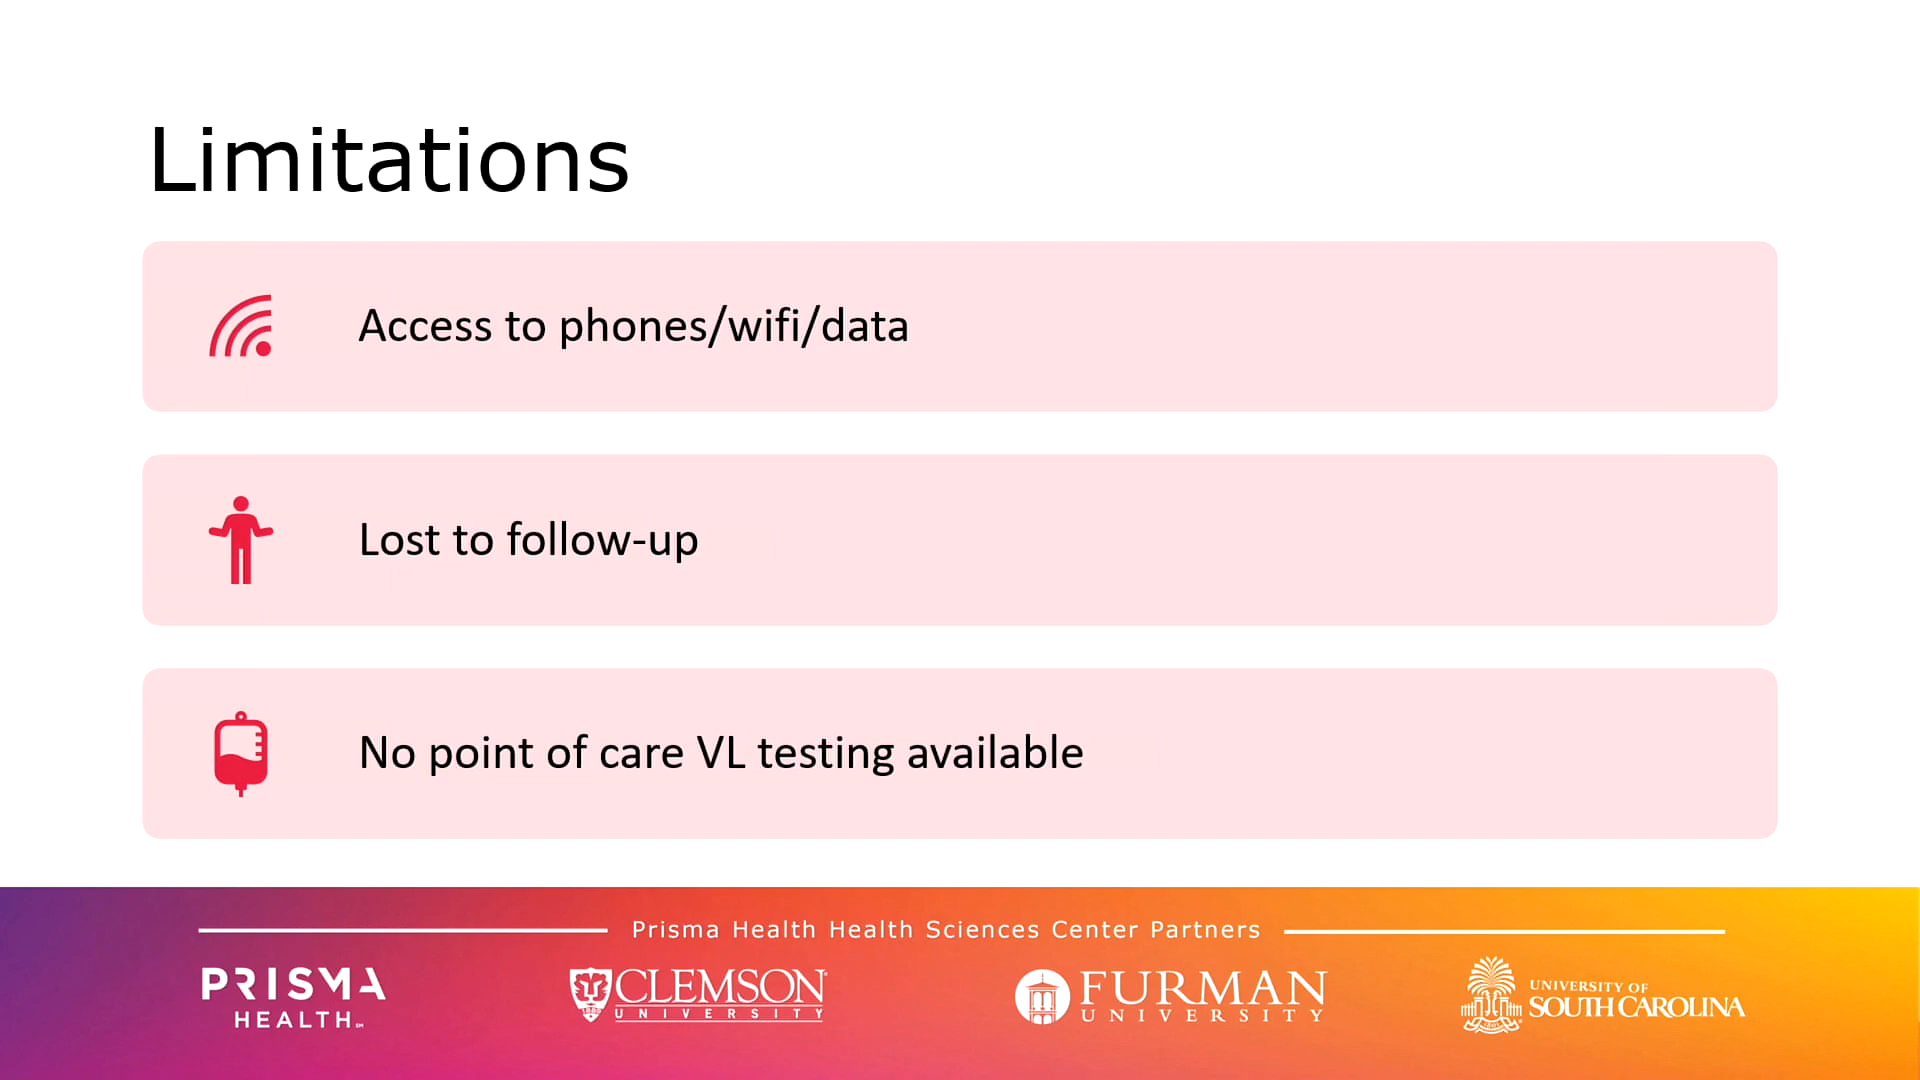 Limitations
Access to phones/wifi/data
Lost to follow-up
No point of care VL testing available
Prisma Health Health Sciences Center Partners
PRISMA
HEALTH
CLEMSON
UNIVERSITY
FURMAN
UNIVERSITY
UNIVERSITY OF
SOUTH CAROLINA